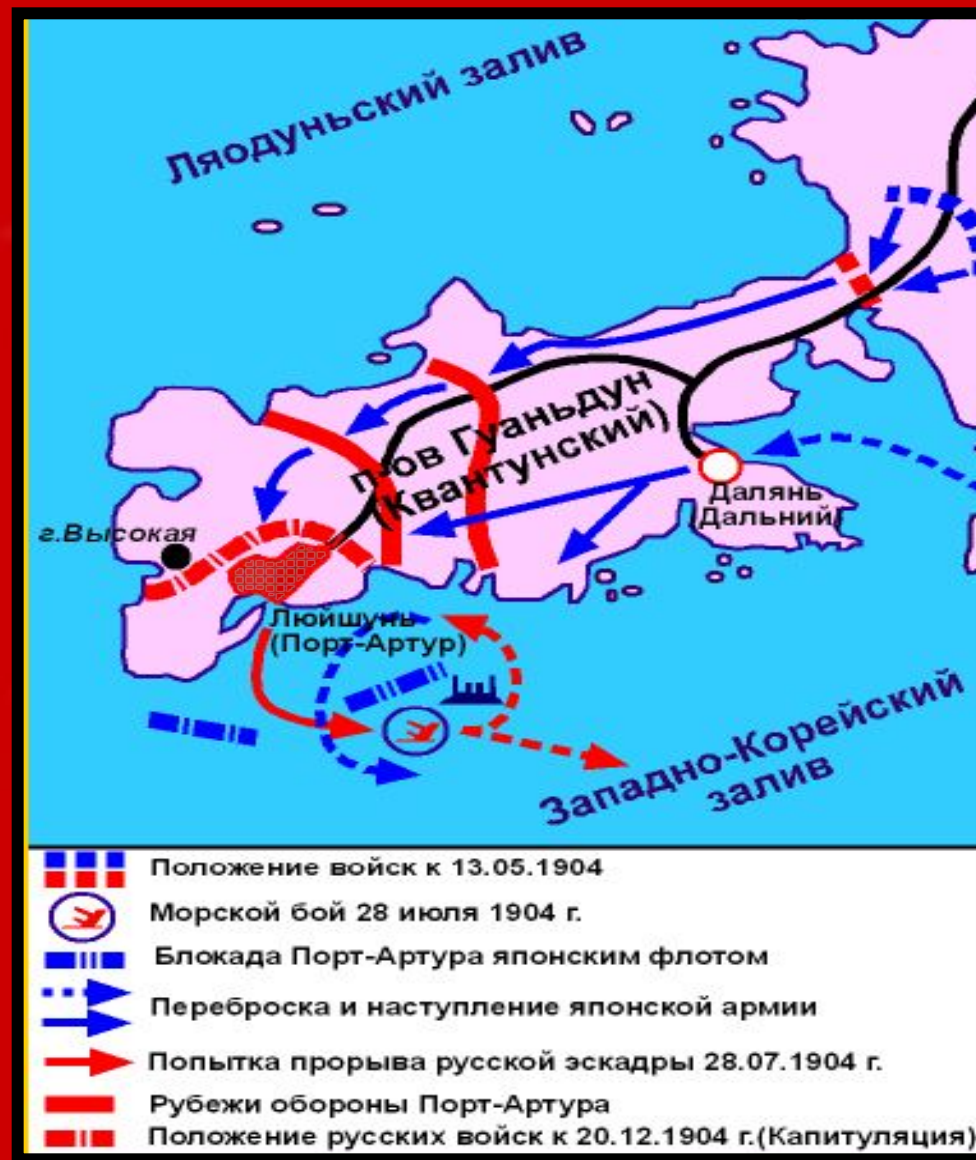 Ляодуньский залив
п-ов Гуаньдун
(Квантунский)
Далянь
(Дальний)
г.Высокая
Люйшунь
(Порт-Артур)
Западно-Корейский
залив
Положение войск к 13.05.1904
Морской бой 28 июля 1904 г.
Блокада Порт-Артура японским флотом
Переброска и наступление японской армии
Попытка прорыва русской эскадры 28.07.1904 г.
Рубежи обороны Порт-Артура
Положение русских войск к 20.12.1904 г.(Капитуляция)